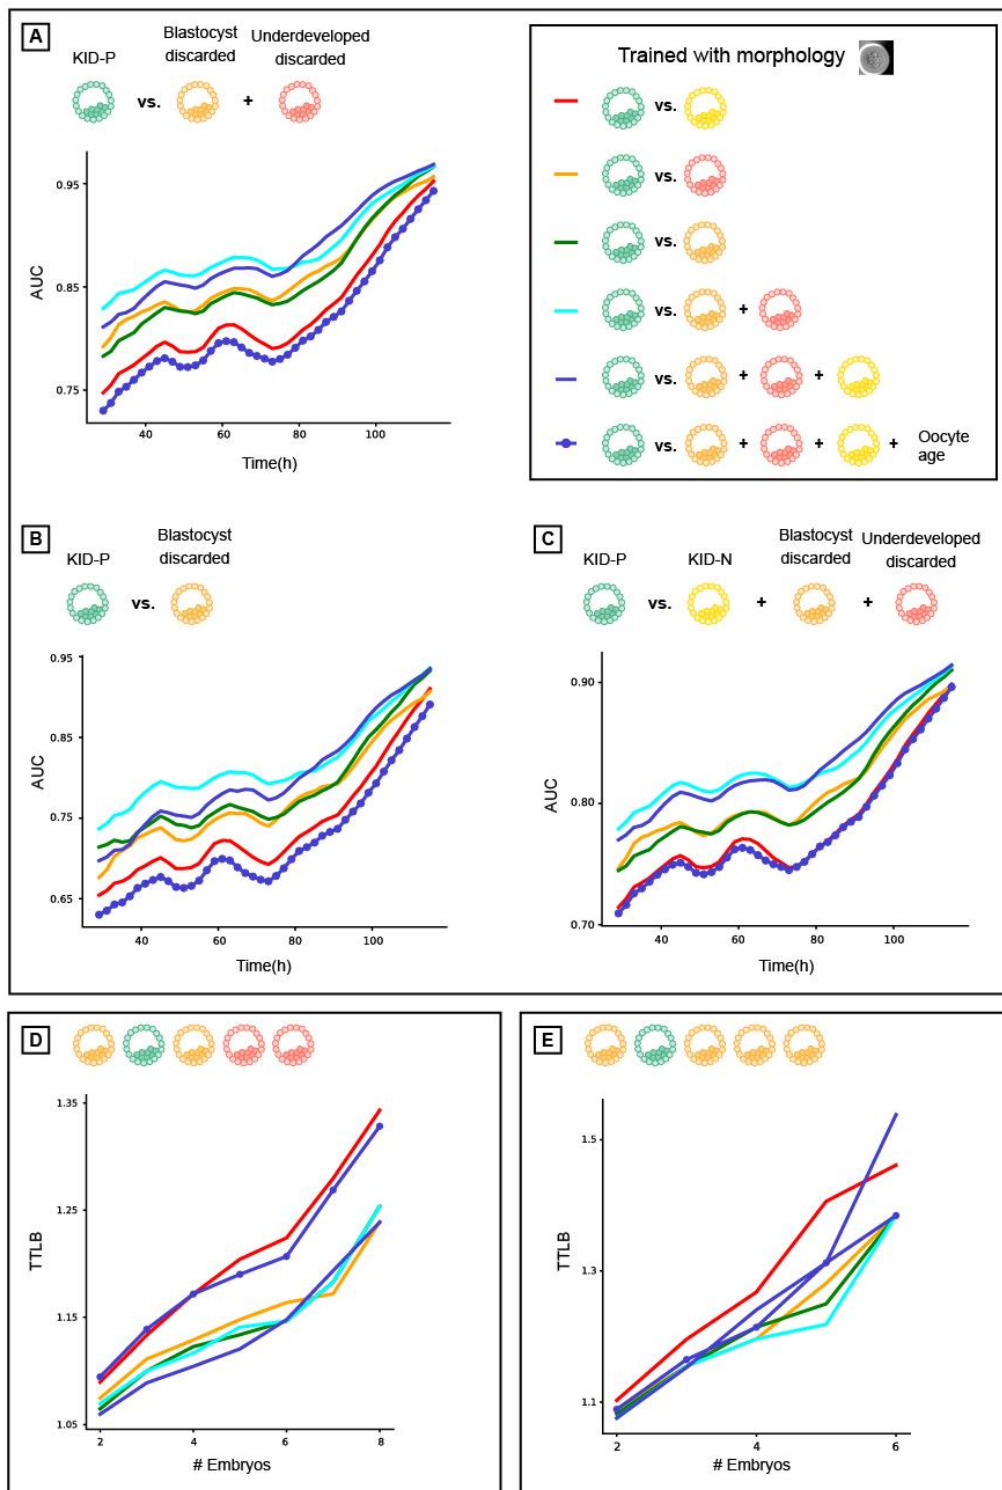 A
KID-P
vs.
Blastocyst
discarded
+
Underdeveloped
discarded
AUC
0.95
0.85
0.75
40
60
80
100
Time(h)
Trained with morphology
vs.
vs.
vs.
vs.
+
vs.
+
+
vs.
+
+
+
Oocyte
age
B
KID-P
vs.
Blastocyst
discarded
AUC
0.95
0.85
0.75
0.65
40
60
80
100
Time(h)
C
KID-P
vs.
KID-N
+
Blastocyst
discarded
+
Underdeveloped
discarded
AUC
0.90
0.80
0.70
40
60
80
100
Time(h)
D
TTLB
1.35
1.25
1.15
1.05
2
4
6
8
# Embryos
E
TTLB
1.5
1.3
1.1
2
4
6
# Embryos